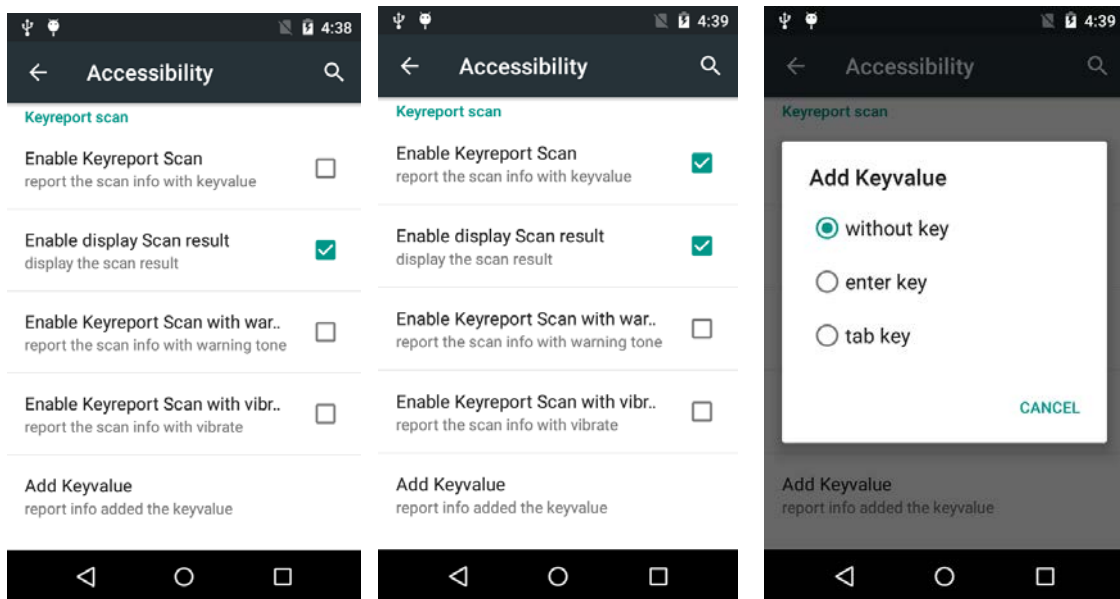 4:38
Accessibility
Keyreport scan
Enable Keyreport Scan
report the scan info with keyvalue
Enable display Scan result
display the scan result
Enable Keyreport Scan with war..
report the scan info with warning tone
Enable Keyreport Scan with vibr..
report the scan info with vibrate
Add Keyvalue
report info added the keyvalue
4:39
Accessibility
Keyreport scan
Enable Keyreport Scan
report the scan info with keyvalue
Enable display Scan result
display the scan result
Enable Keyreport Scan with war..
report the scan info with warning tone
Enable Keyreport Scan with vibr..
report the scan info with vibrate
Add Keyvalue
report info added the keyvalue
4:39
Accessibility
Keyreport scan
Add Keyvalue
without key
enter key
tab key
CANCEL
Add Keyvalue
report info added the keyvalue